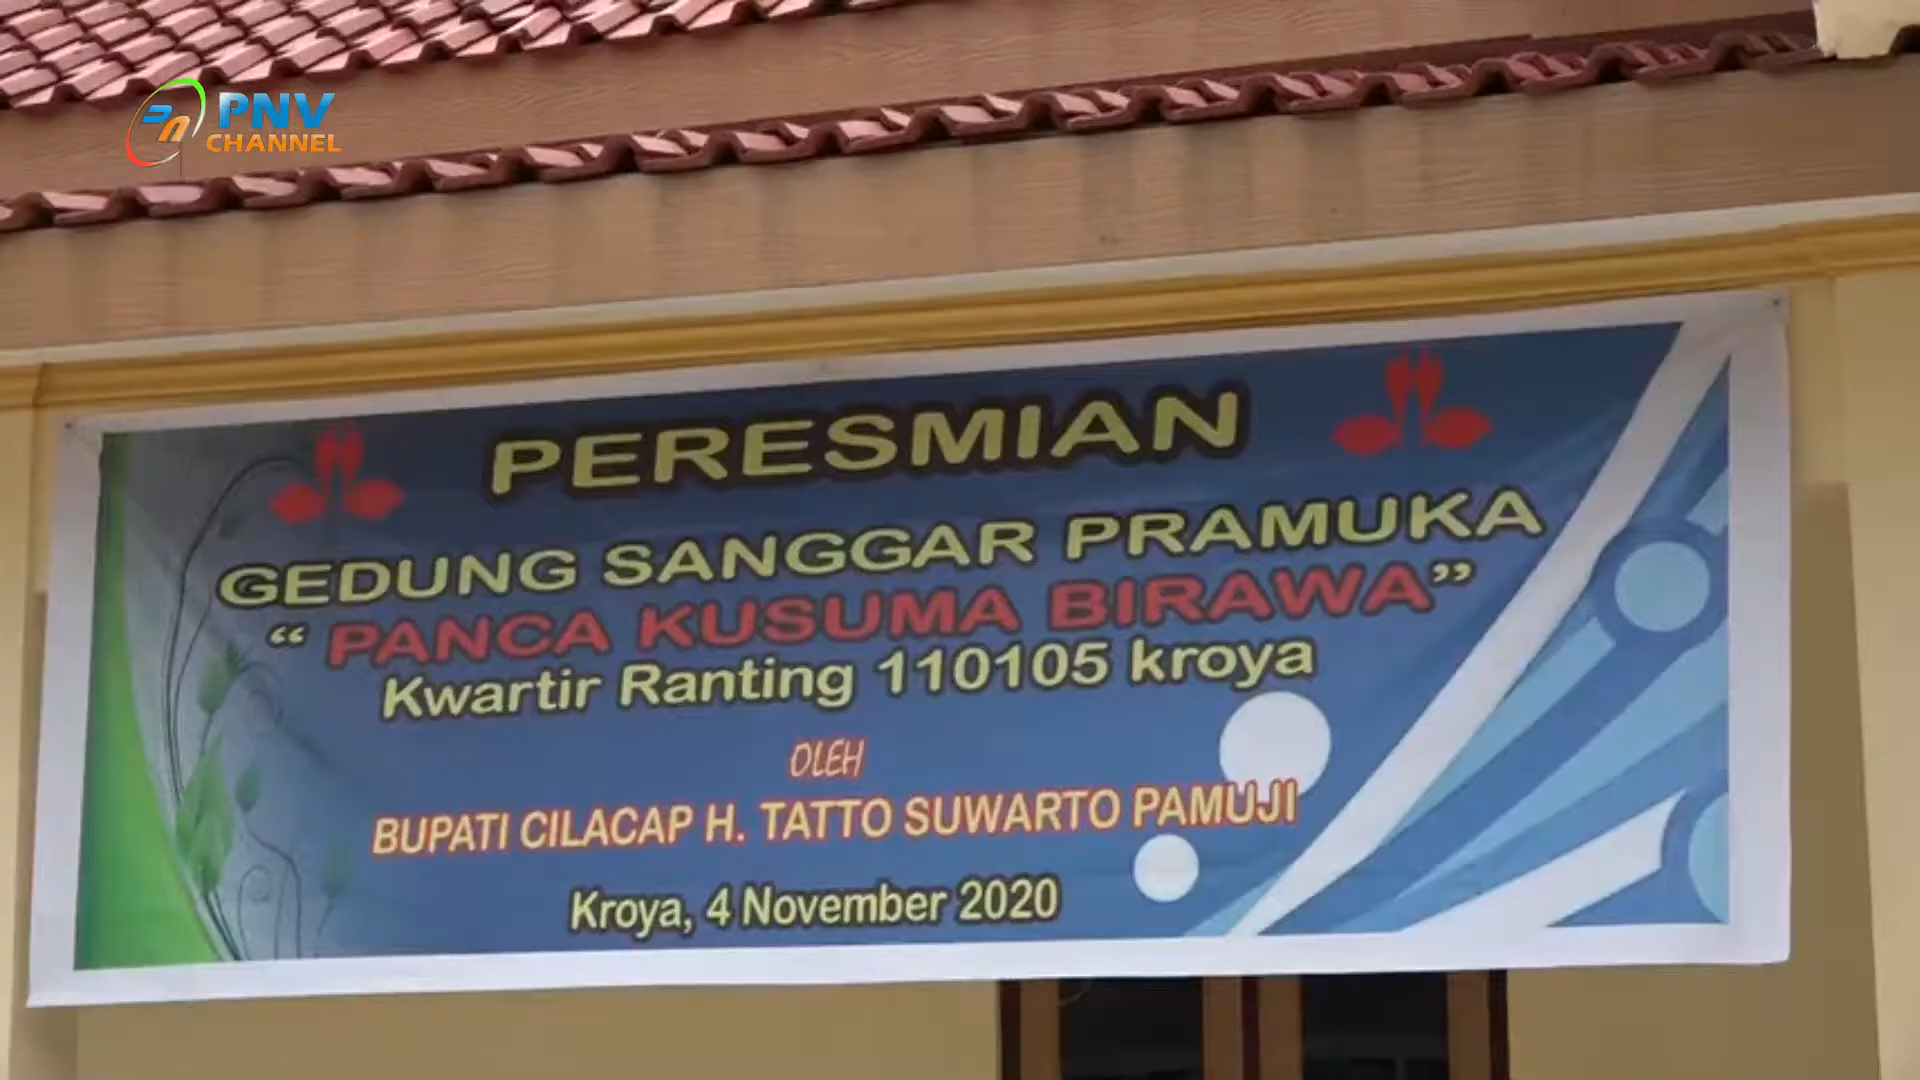 PNV
CHANNEL
PERESMIAN
GEDUNG SANGGAR PRAMUKA
“ PANCA KUSUMA BIRAWA”
Kwartir Ranting 110105 kroya
OLEH
BUPATI CILACAP H. TATTO SUWARTO PAMUJI
Kroya, 4 November 2020